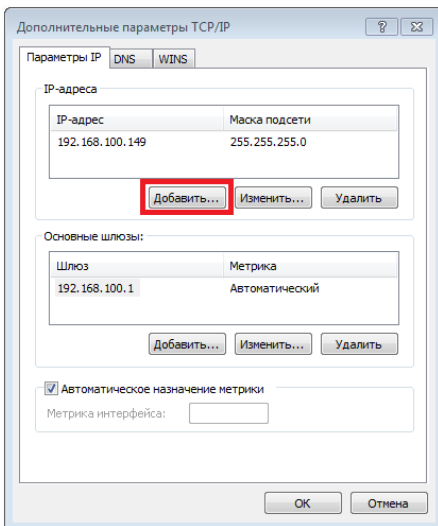 Дополнительные параметры TCP/IP
Параметры IP DNS WINS
IP-адреса
IP-адрес Маска подсети
192.168.100.149 255.255.255.0
Добавить... Изменить... Удалить
Основные шлюзы:
Шлюз Метрика
192.168.100.1 Автоматический
Добавить... Изменить... Удалить
Автоматическое назначение метрики
Метрика интерфейса:
OK Отмена